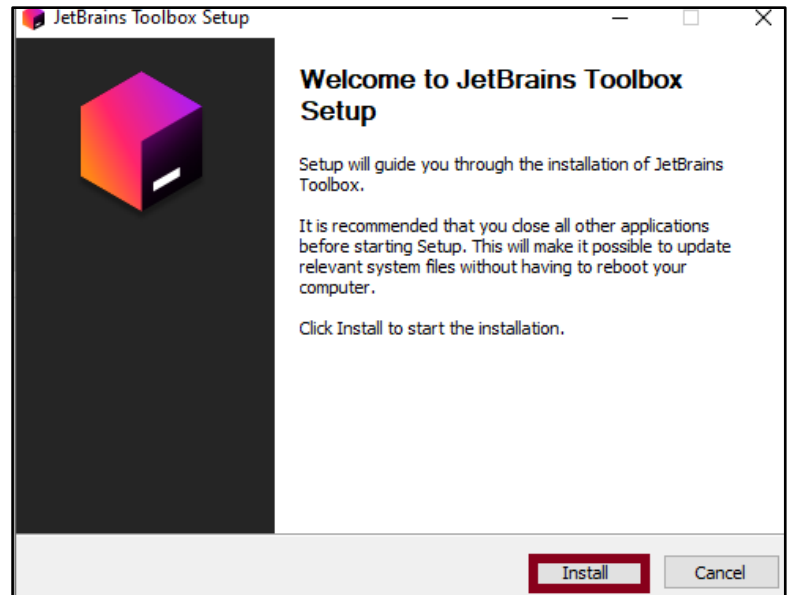 JetBrains Toolbox Setup
Welcome to JetBrains Toolbox
Setup
Setup will guide you through the installation of JetBrains
Toolbox.
It is recommended that you close all other applications
before starting Setup. This will make it possible to update
relevant system files without having to reboot your
computer.
Click Install to start the installation.
Install
Cancel